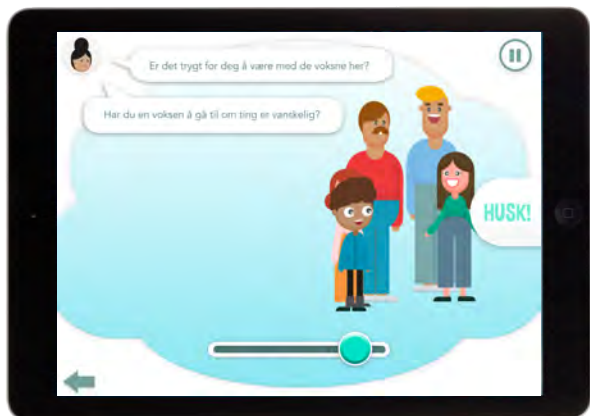 Er det trygt for deg å være med de voksne her?
Har du en voksen å gå til om ting er vanskelig?
HUSK!